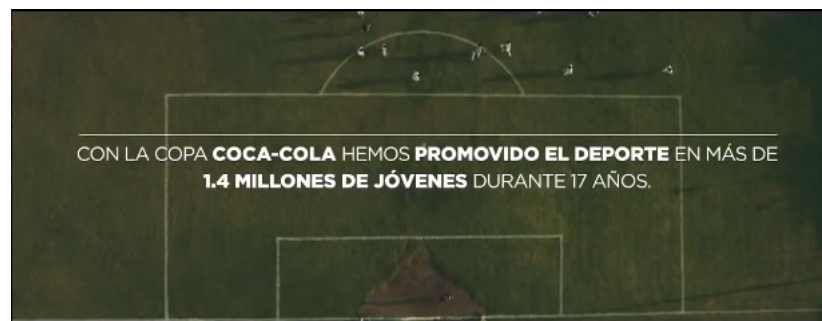 CON LA COPA COCA-COLA HEMOS PROMOVIDO EL DEPORTE EN MÁS DE
1.4 MILLONES DE JÓVENES DURANTE 17 AÑOS.